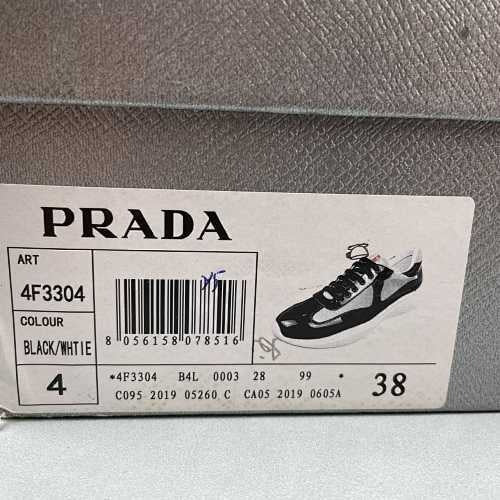 PRADA
ART
4F3304
COLOUR
BLACK/WHTIE
4
8 056158 078516
*4F3304 B4L 0003 28 99 *
C095 2019 05260 C CA05 2019 0605A
38